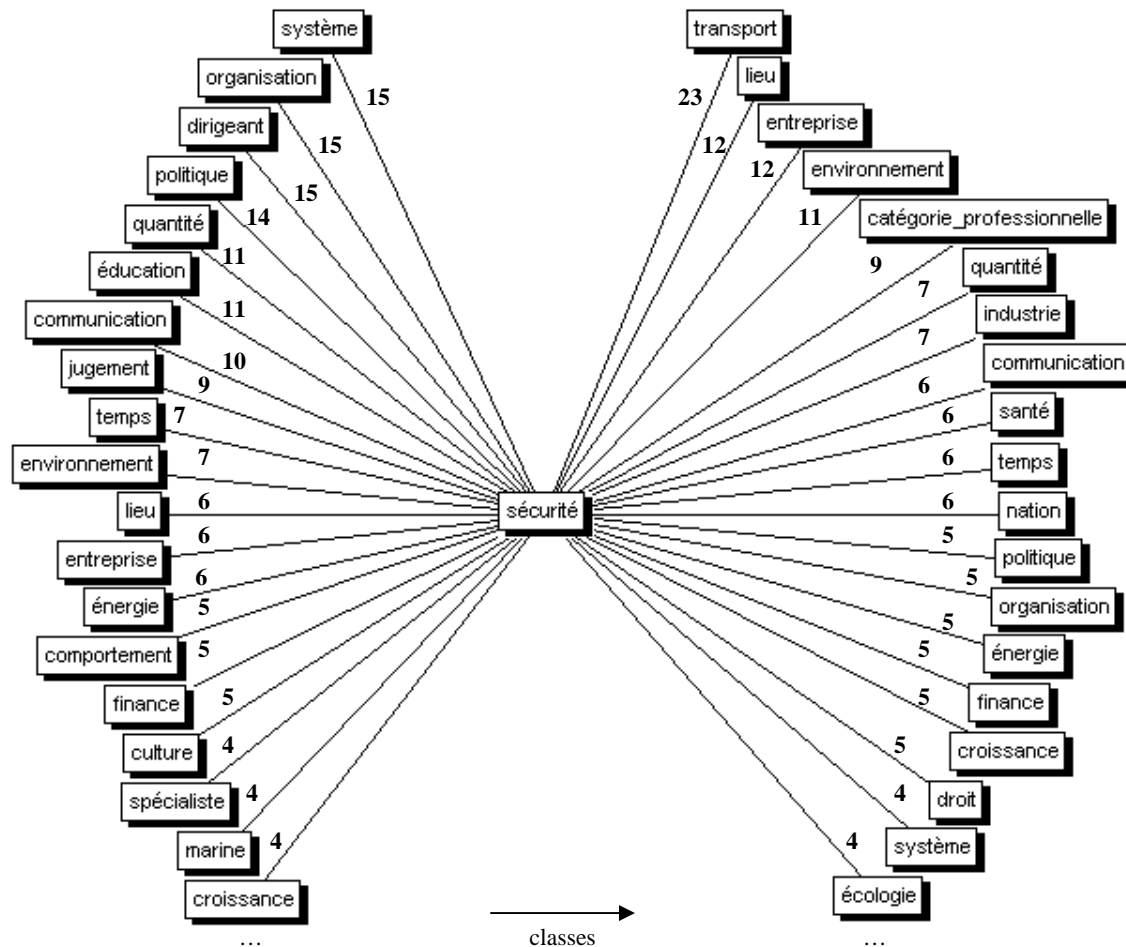 système
organisation
dirigeant
politique
quantité
éducation
communication
jugement
temps
environnement
lieu
entreprise
énergie
comportement
finance
culture
spécialiste
marine
croissance
…
15
15
15
14
11
11
10
9
7
7
6
6
6
5
5
5
4
4
4
sécurité
classes
23
12
12
11
9
7
7
6
6
6
6
5
5
5
5
5
5
4
4
transport
lieu
entreprise
environnement
catégorie_professionnelle
quantité
industrie
communication
santé
temps
nation
politique
organisation
énergie
finance
croissance
droit
système
écologie
…